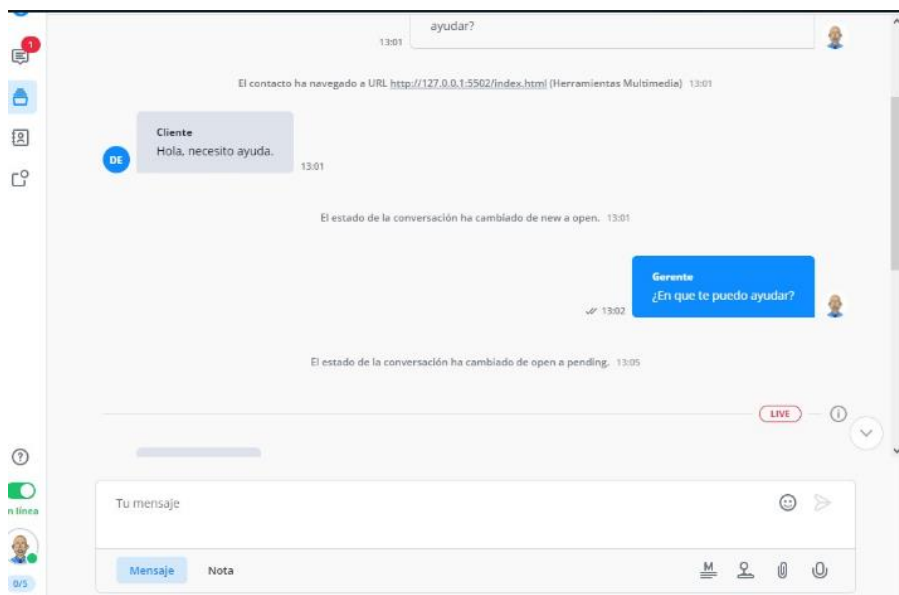 ayudar?
13:01
1
El contacto ha navegado a URL http://127.0.0.1:5502/index.html (Herramientas Multimedia) 13:01
Cliente
Hola, necesito ayuda.
DE
13:01
El estado de la conversación ha cambiado de new a open. 13:01
Gerente
¿En que te puedo ayudar?
13:02
El estado de la conversación ha cambiado de open a pending. 13:05
LIVE
Tu mensaje
n línea
Mensaje Nota
M
0/5